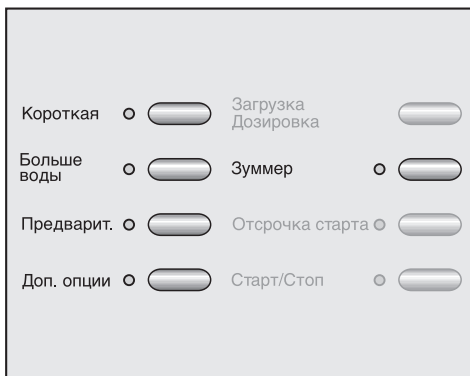 Короткая
Загрузка
Дозировка
Больше
воды
Зуммер
Предварит.
Отсрочка старта
Доп. опции
Старт/Стоп